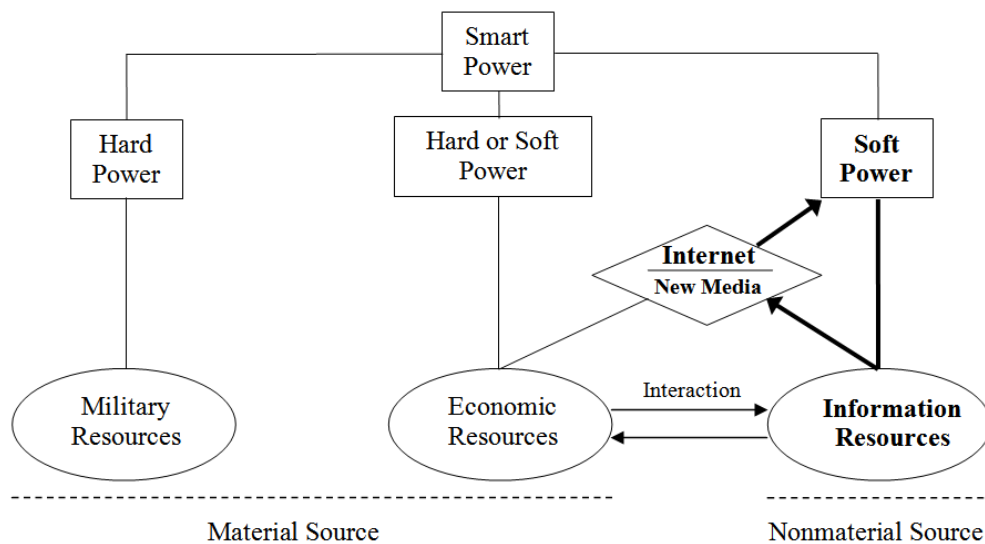 Smart
Power
Hard
Power
Hard or Soft
Power
Soft
Power
Internet
New Media
Military
Resources
Economic
Resources
Interaction
Information
Resources
Material Source
Nonmaterial Source